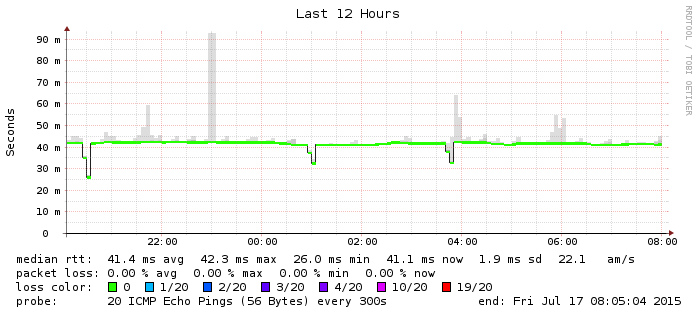 Last 12 Hours
RRDTOOL / TOBI OETIKER
Seconds
90 m
80 m
70 m
60 m
50 m
40 m
30 m
20 m
10 m
0
22:00 00:00 02:00 04:00 06:00 08:00
median rtt: 41.4 ms avg 42.3 ms max 26.0 ms min 41.1 ms now 1.9 ms sd 22.1 am/s
packet loss: 0.00 % avg 0.00 % max 0.00 % min 0.00 % now
loss color: 0 1/20 2/20 3/20 4/20 10/20 19/20
probe: 20 ICMP Echo Pings (56 Bytes) every 300s end: Fri Jul 17 08:05:04 2015